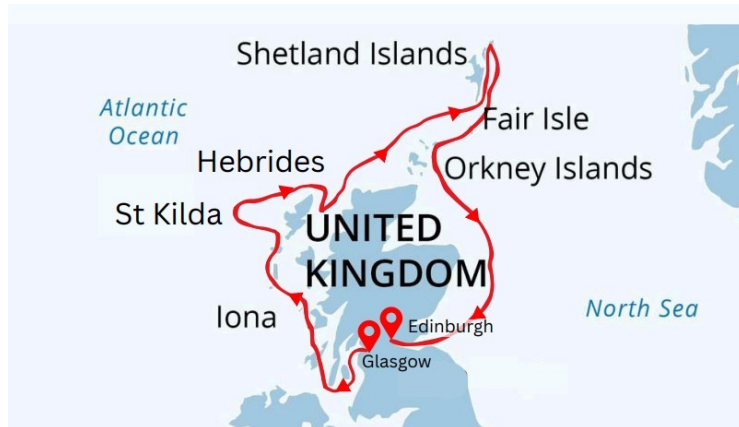 Shetland Islands
Atlantic
Ocean
Fair Isle
Hebrides
Orkney Islands
St Kilda
UNITED
KINGDOM
Iona
North Sea
Edinburgh
Glasgow